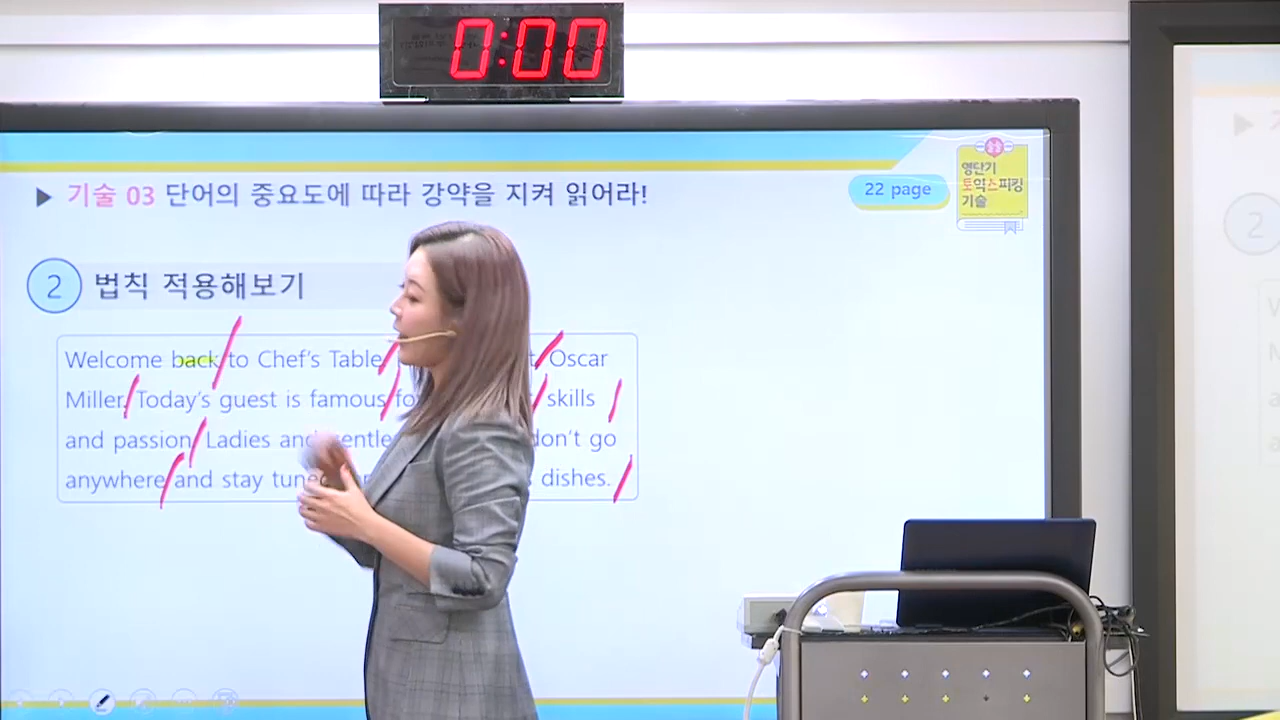 0:00
▶ 기술 03 단어의 중요도에 따라 강약을 지켜 읽어라!
22 page
영단기
토익스피킹
기술
2 법칙 적용해보기
Welcome back to Chef's Table, Oscar
Miller. Today's guest is famous skills
and passion. Ladies and don't go
anywhere and stay dishes.
2